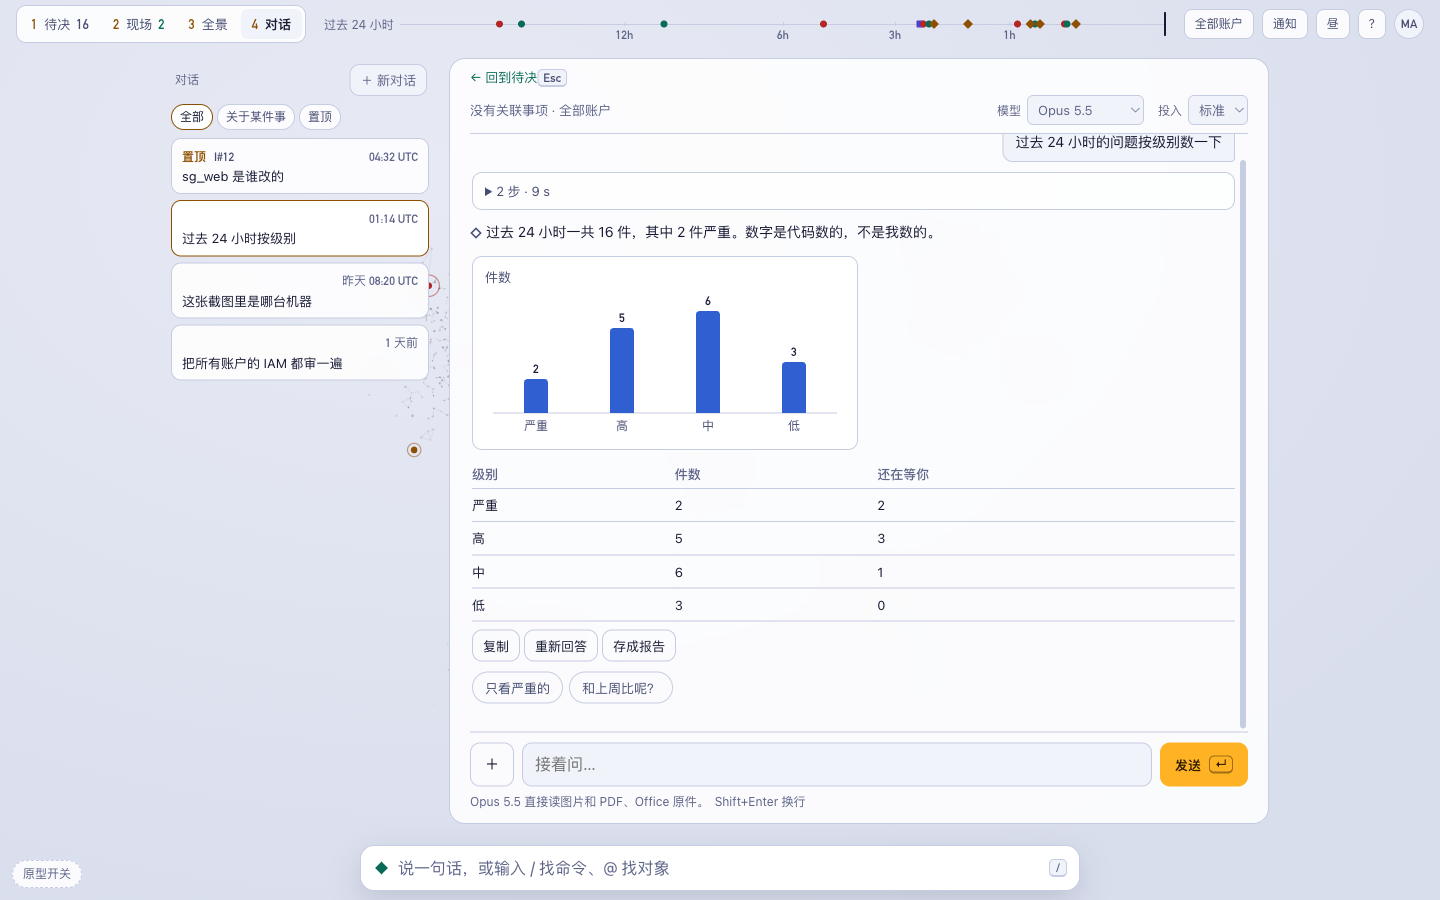 1 待决 16 2 现场 2 3 全景 4 对话
过去 24 小时
12h 6h 3h 1h
全部账户 通知 昼 ? MA
对话
+ 新对话
全部 关于某件事 置顶
置顶 I#12 04:32 UTC
sg_web 是谁改的
01:14 UTC
过去 24 小时按级别
昨天 08:20 UTC
这张截图里是哪台机器
1 天前
把所有账户的 IAM 都审一遍
← 回到待决 Esc
没有关联事项 · 全部账户
模型 Opus 5.5 投入 标准
过去 24 小时的问题按级别数一下
▶ 2 步 · 9 s
◇ 过去 24 小时一共 16 件，其中 2 件严重。数字是代码数的，不是我数的。
件数
2 5 6 3
严重 高 中 低
级别 件数 还在等你
严重 2 2
高 5 3
中 6 1
低 3 0
复制 重新回答 存成报告
只看严重的 和上周比呢？
+ 接着问... 发送 ↵
Opus 5.5 直接读图片和 PDF、Office 原件。 Shift+Enter 换行
说一句话，或输入 / 找命令、@ 找对象 /
原型开关